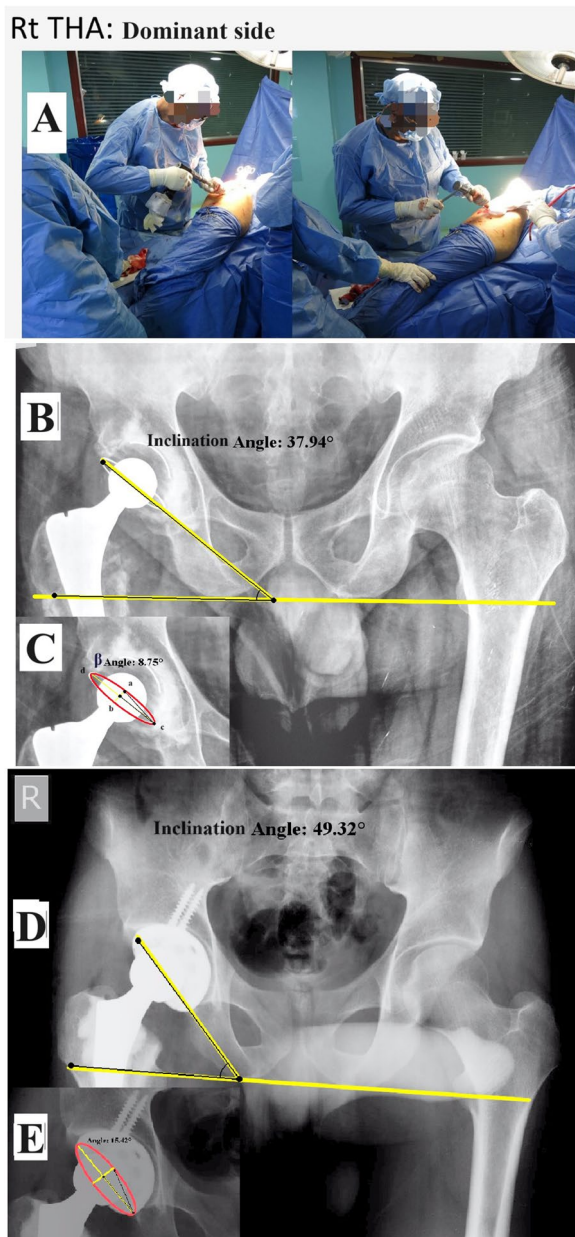 Rt THA: Dominant side
A
B
Inclination Angle: 37.94°
C
β
Angle: 8.75°
d
a
b
c
R
Inclination Angle: 49.32°
D
E
Angle: 15.42°